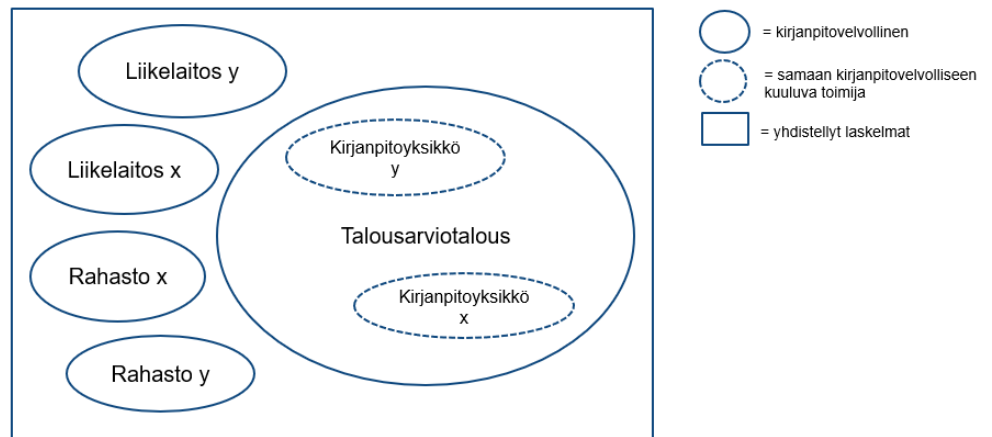 Liikelaitos y
Liikelaitos x
Rahasto x
Rahasto y
Kirjanpitoyksikkö
y
Talousarviotalous
Kirjanpitoyksikkö
x
= kirjanpitovelvollinen
= samaan kirjanpitovelvolliseen
kuuluva toimija
= yhdistellyt laskelmat